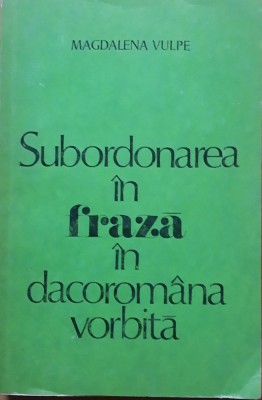 MAGDALENA VULPE
Subordonarea
în
frază
în
dacoromâna
vorbită